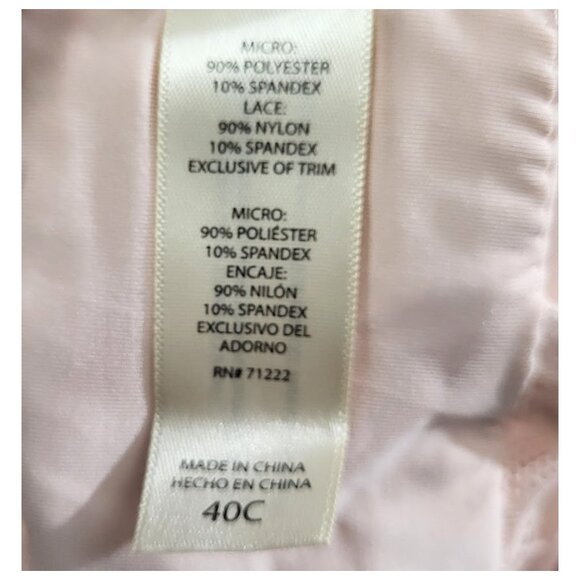 MICRO:
90% POLYESTER
10% SPANDEX
LACE:
90% NYLON
10% SPANDEX
EXCLUSIVE OF TRIM
MICRO:
90% POLIÉSTER
10% SPANDEX
ENCAJE:
90% NILÓN
10% SPANDEX
EXCLUSIVO DEL
ADORNO
RN# 71222
MADE IN CHINA
HECHO EN CHINA
40C